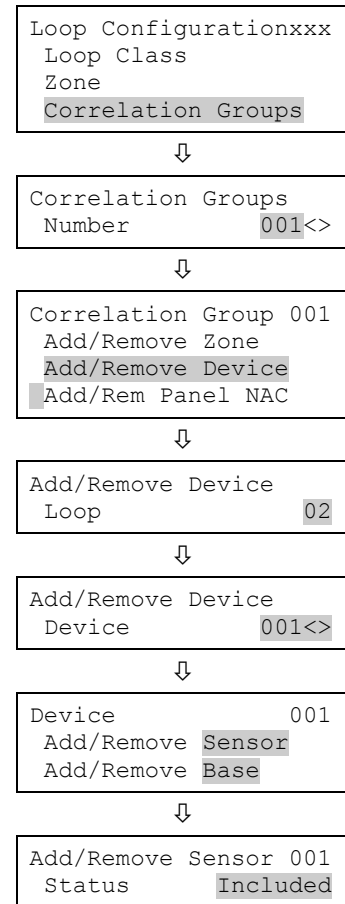 Loop Configurationxxx
Loop Class
Zone
Correlation Groups
⇩
Correlation Groups
Number 001<>
⇩
Correlation Group 001
Add/Remove Zone
Add/Remove Device
Add/Rem Panel NAC
⇩
Add/Remove Device
Loop 02
⇩
Add/Remove Device
Device 001<>
⇩
Device 001
Add/Remove Sensor
Add/Remove Base
⇩
Add/Remove Sensor 001
Status Included